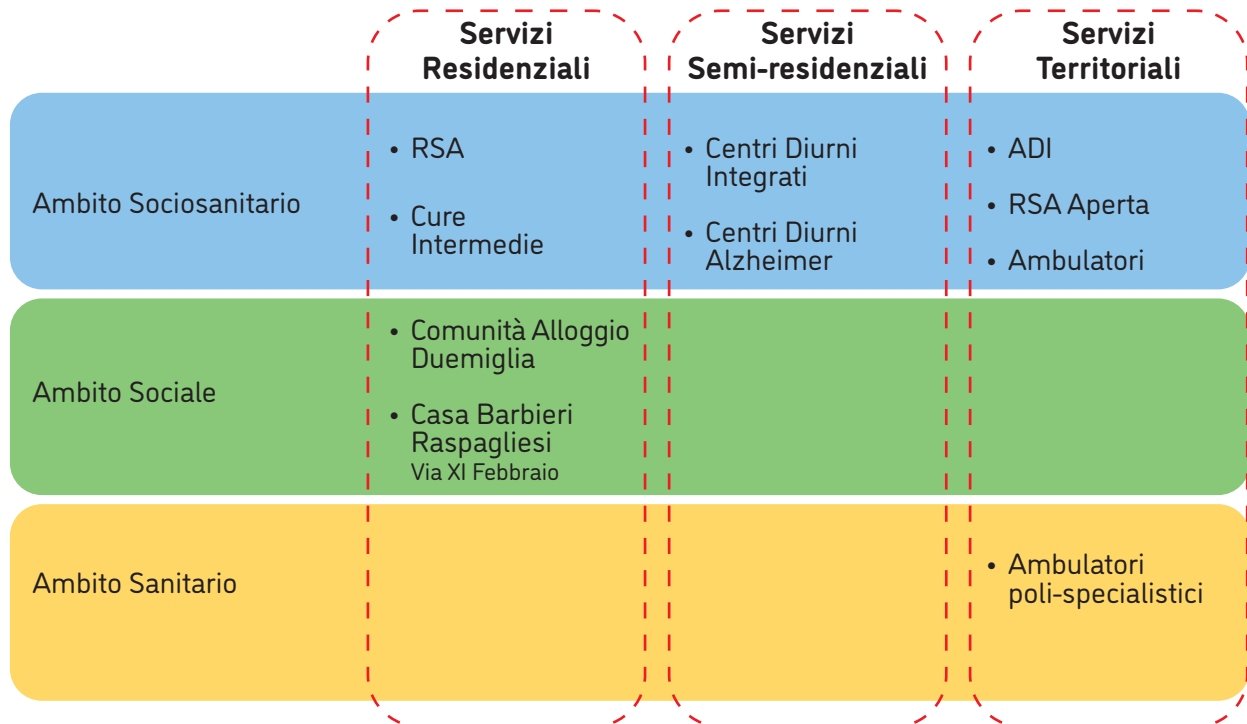 Servizi
Residenziali
Servizi
Semi-residenziali
Servizi
Territoriali
Ambito Sociosanitario
• RSA
• Cure
Intermedie
• Centri Diurni
Integrati
• Centri Diurni
Alzheimer
• ADI
• RSA Aperta
• Ambulatori
Ambito Sociale
• Comunità Alloggio
Duemiglia
• Casa Barbieri
Raspagliesi
Via XI Febbraio
Ambito Sanitario
• Ambulatori
poli-specialistici